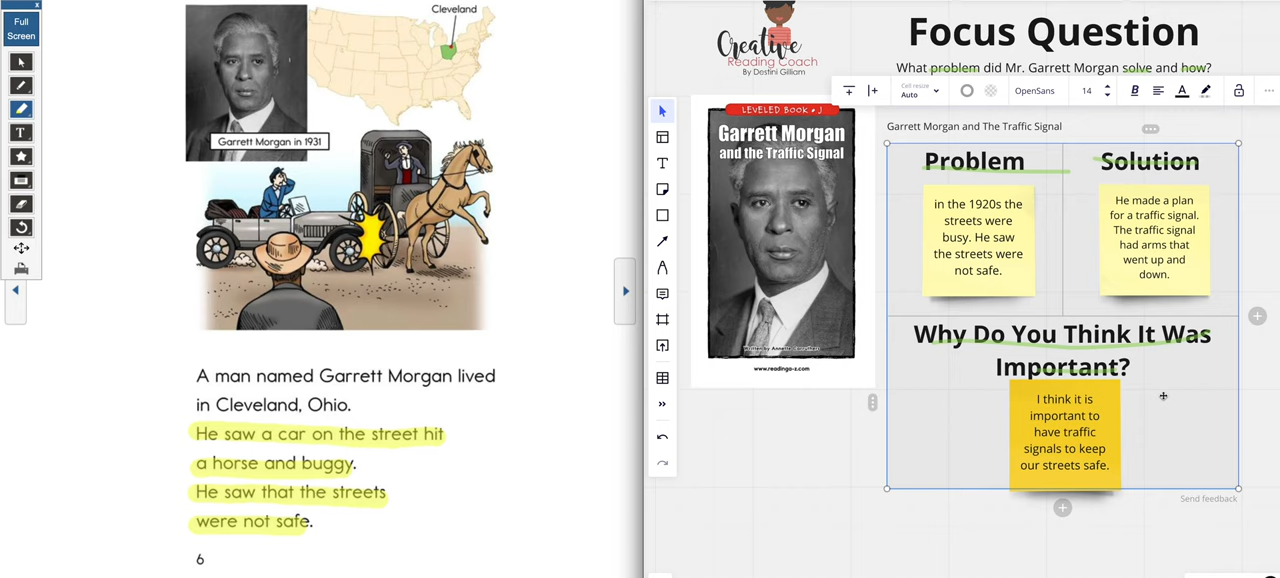 x
Full
Screen
T
Cleveland
Garrett Morgan in 1931
A man named Garrett Morgan lived
in Cleveland, Ohio.
He saw a car on the street hit
a horse and buggy.
He saw that the streets
were not safe.
6
Creative
Reading Coach
By Destini Gilliam
Focus Question
What problem did Mr. Garrett Morgan solve and how?
Cell resize
Auto
OpenSans
14
B
A
LEVELED BOOK • J
Garrett Morgan
and the Traffic Signal
Written by Annette Carruthers
www.readinga-z.com
T
Garrett Morgan and The Traffic Signal
Problem
Solution
in the 1920s the
streets were
busy. He saw
the streets were
not safe.
He made a plan
for a traffic signal.
The traffic signal
had arms that
went up and
down.
Why Do You Think It Was
Important?
I think it is
important to
have traffic
signals to keep
our streets safe.
Send feedback